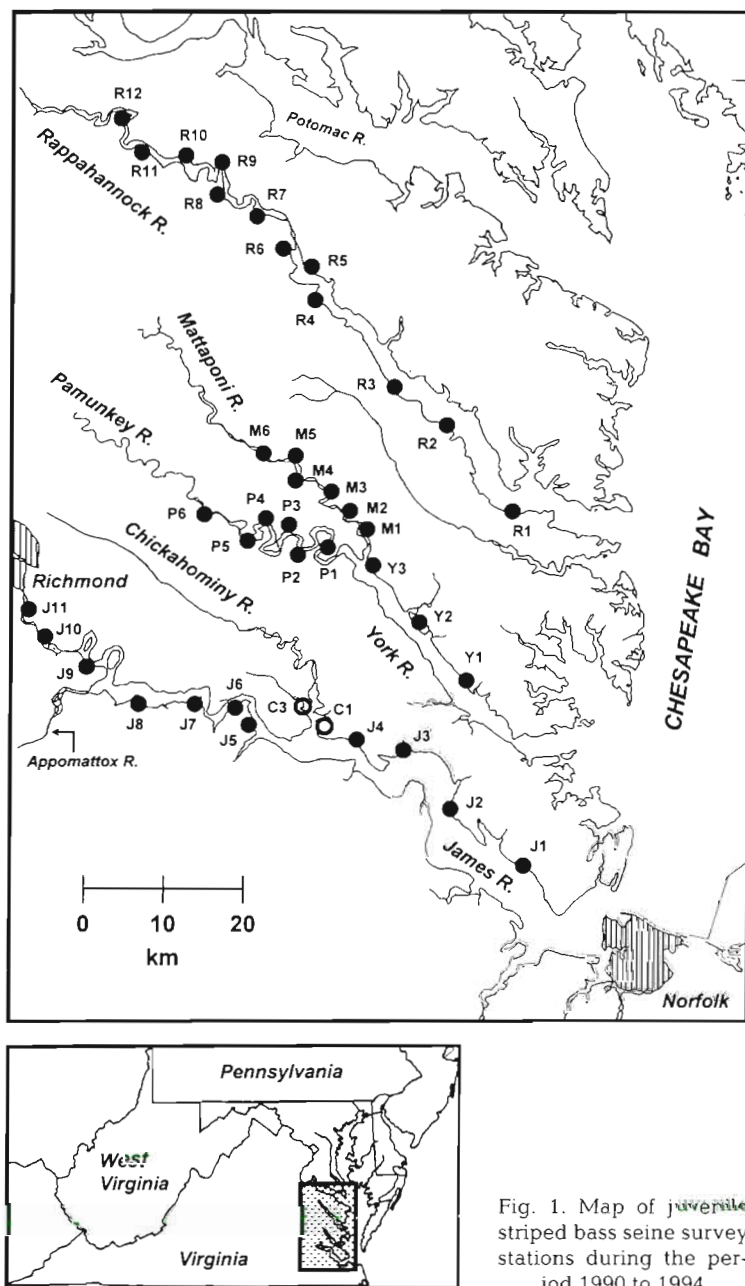 R12
Potomac R.
R10
R9
R11
Rappahannock R.
R8
R7
R6
R5
R4
Mattaponi R.
Pamunkey R.
R3
R2
M6
M5
M4
M3
R1
P4
P3
M2
P6
M1
P5
P2
P1
Y3
Chickahominy R.
Richmond
CHESAPEAKE BAY
J11
J10
Y2
York R.
Y1
J9
J6
C3
C1
J8
J7
J5
J4
J3
Appomattox R.
J2
J1
James R.
0 10 20
km
Norfolk
Pennsylvania
West
Virginia
Virginia
Fig. 1. Map of juvenile
striped bass seine survey
stations during the per-
iod 1990 to 1994